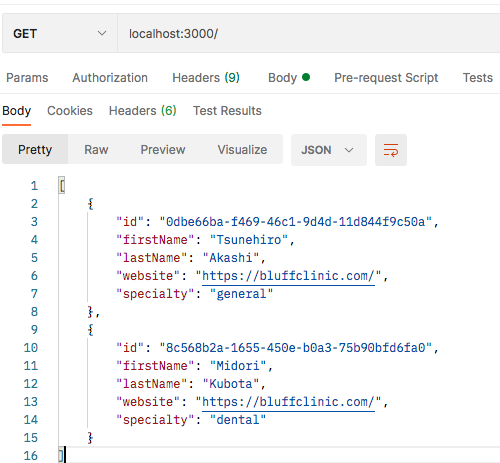 GET localhost:3000/
Params Authorization Headers (9) Body Pre-request Script Tests
Body Cookies Headers (6) Test Results
Pretty Raw Preview Visualize JSON
1 [
2 {
3 "id": "0dbe66ba-f469-46c1-9d4d-11d844f9c50a",
4 "firstName": "Tsunehiro",
5 "lastName": "Akashi",
6 "website": "https://bluffclinic.com/",
7 "specialty": "general"
8 },
9 {
10 "id": "8c568b2a-1655-450e-b0a3-75b90bfd6fa0",
11 "firstName": "Midori",
12 "lastName": "Kubota",
13 "website": "https://bluffclinic.com/",
14 "specialty": "dental"
15 }
16 ]